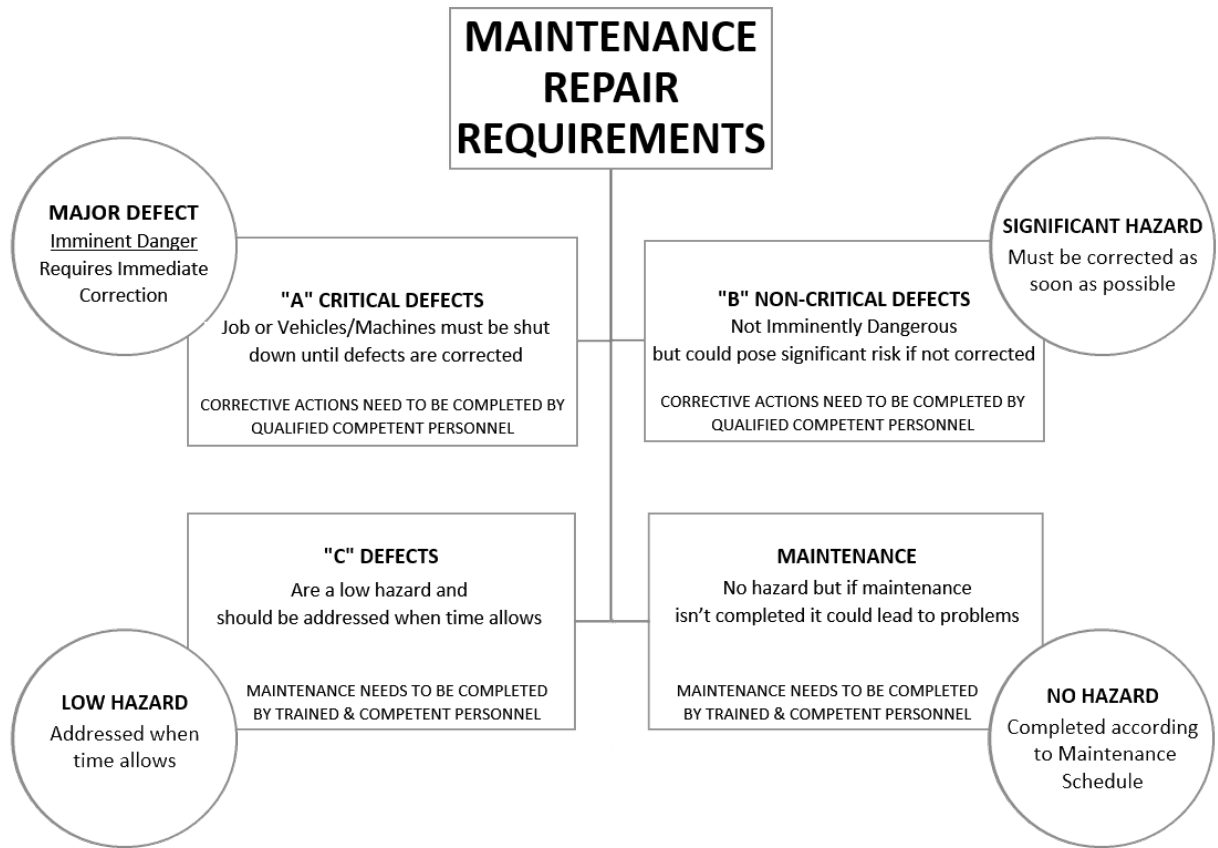 MAINTENANCE
REPAIR
REQUIREMENTS
MAJOR DEFECT
Imminent Danger
Requires Immediate
Correction
"A" CRITICAL DEFECTS
Job or Vehicles/Machines must be shut
down until defects are corrected
CORRECTIVE ACTIONS NEED TO BE COMPLETED BY
QUALIFIED COMPETENT PERSONNEL
SIGNIFICANT HAZARD
Must be corrected as
soon as possible
"B" NON-CRITICAL DEFECTS
Not Imminently Dangerous
but could pose significant risk if not corrected
CORRECTIVE ACTIONS NEED TO BE COMPLETED BY
QUALIFIED COMPETENT PERSONNEL
"C" DEFECTS
Are a low hazard and
should be addressed when time allows
MAINTENANCE NEEDS TO BE COMPLETED
BY TRAINED & COMPETENT PERSONNEL
LOW HAZARD
Addressed when
time allows
MAINTENANCE
No hazard but if maintenance
isn’t completed it could lead to problems
MAINTENANCE NEEDS TO BE COMPLETED
BY TRAINED & COMPETENT PERSONNEL
NO HAZARD
Completed according
to Maintenance
Schedule